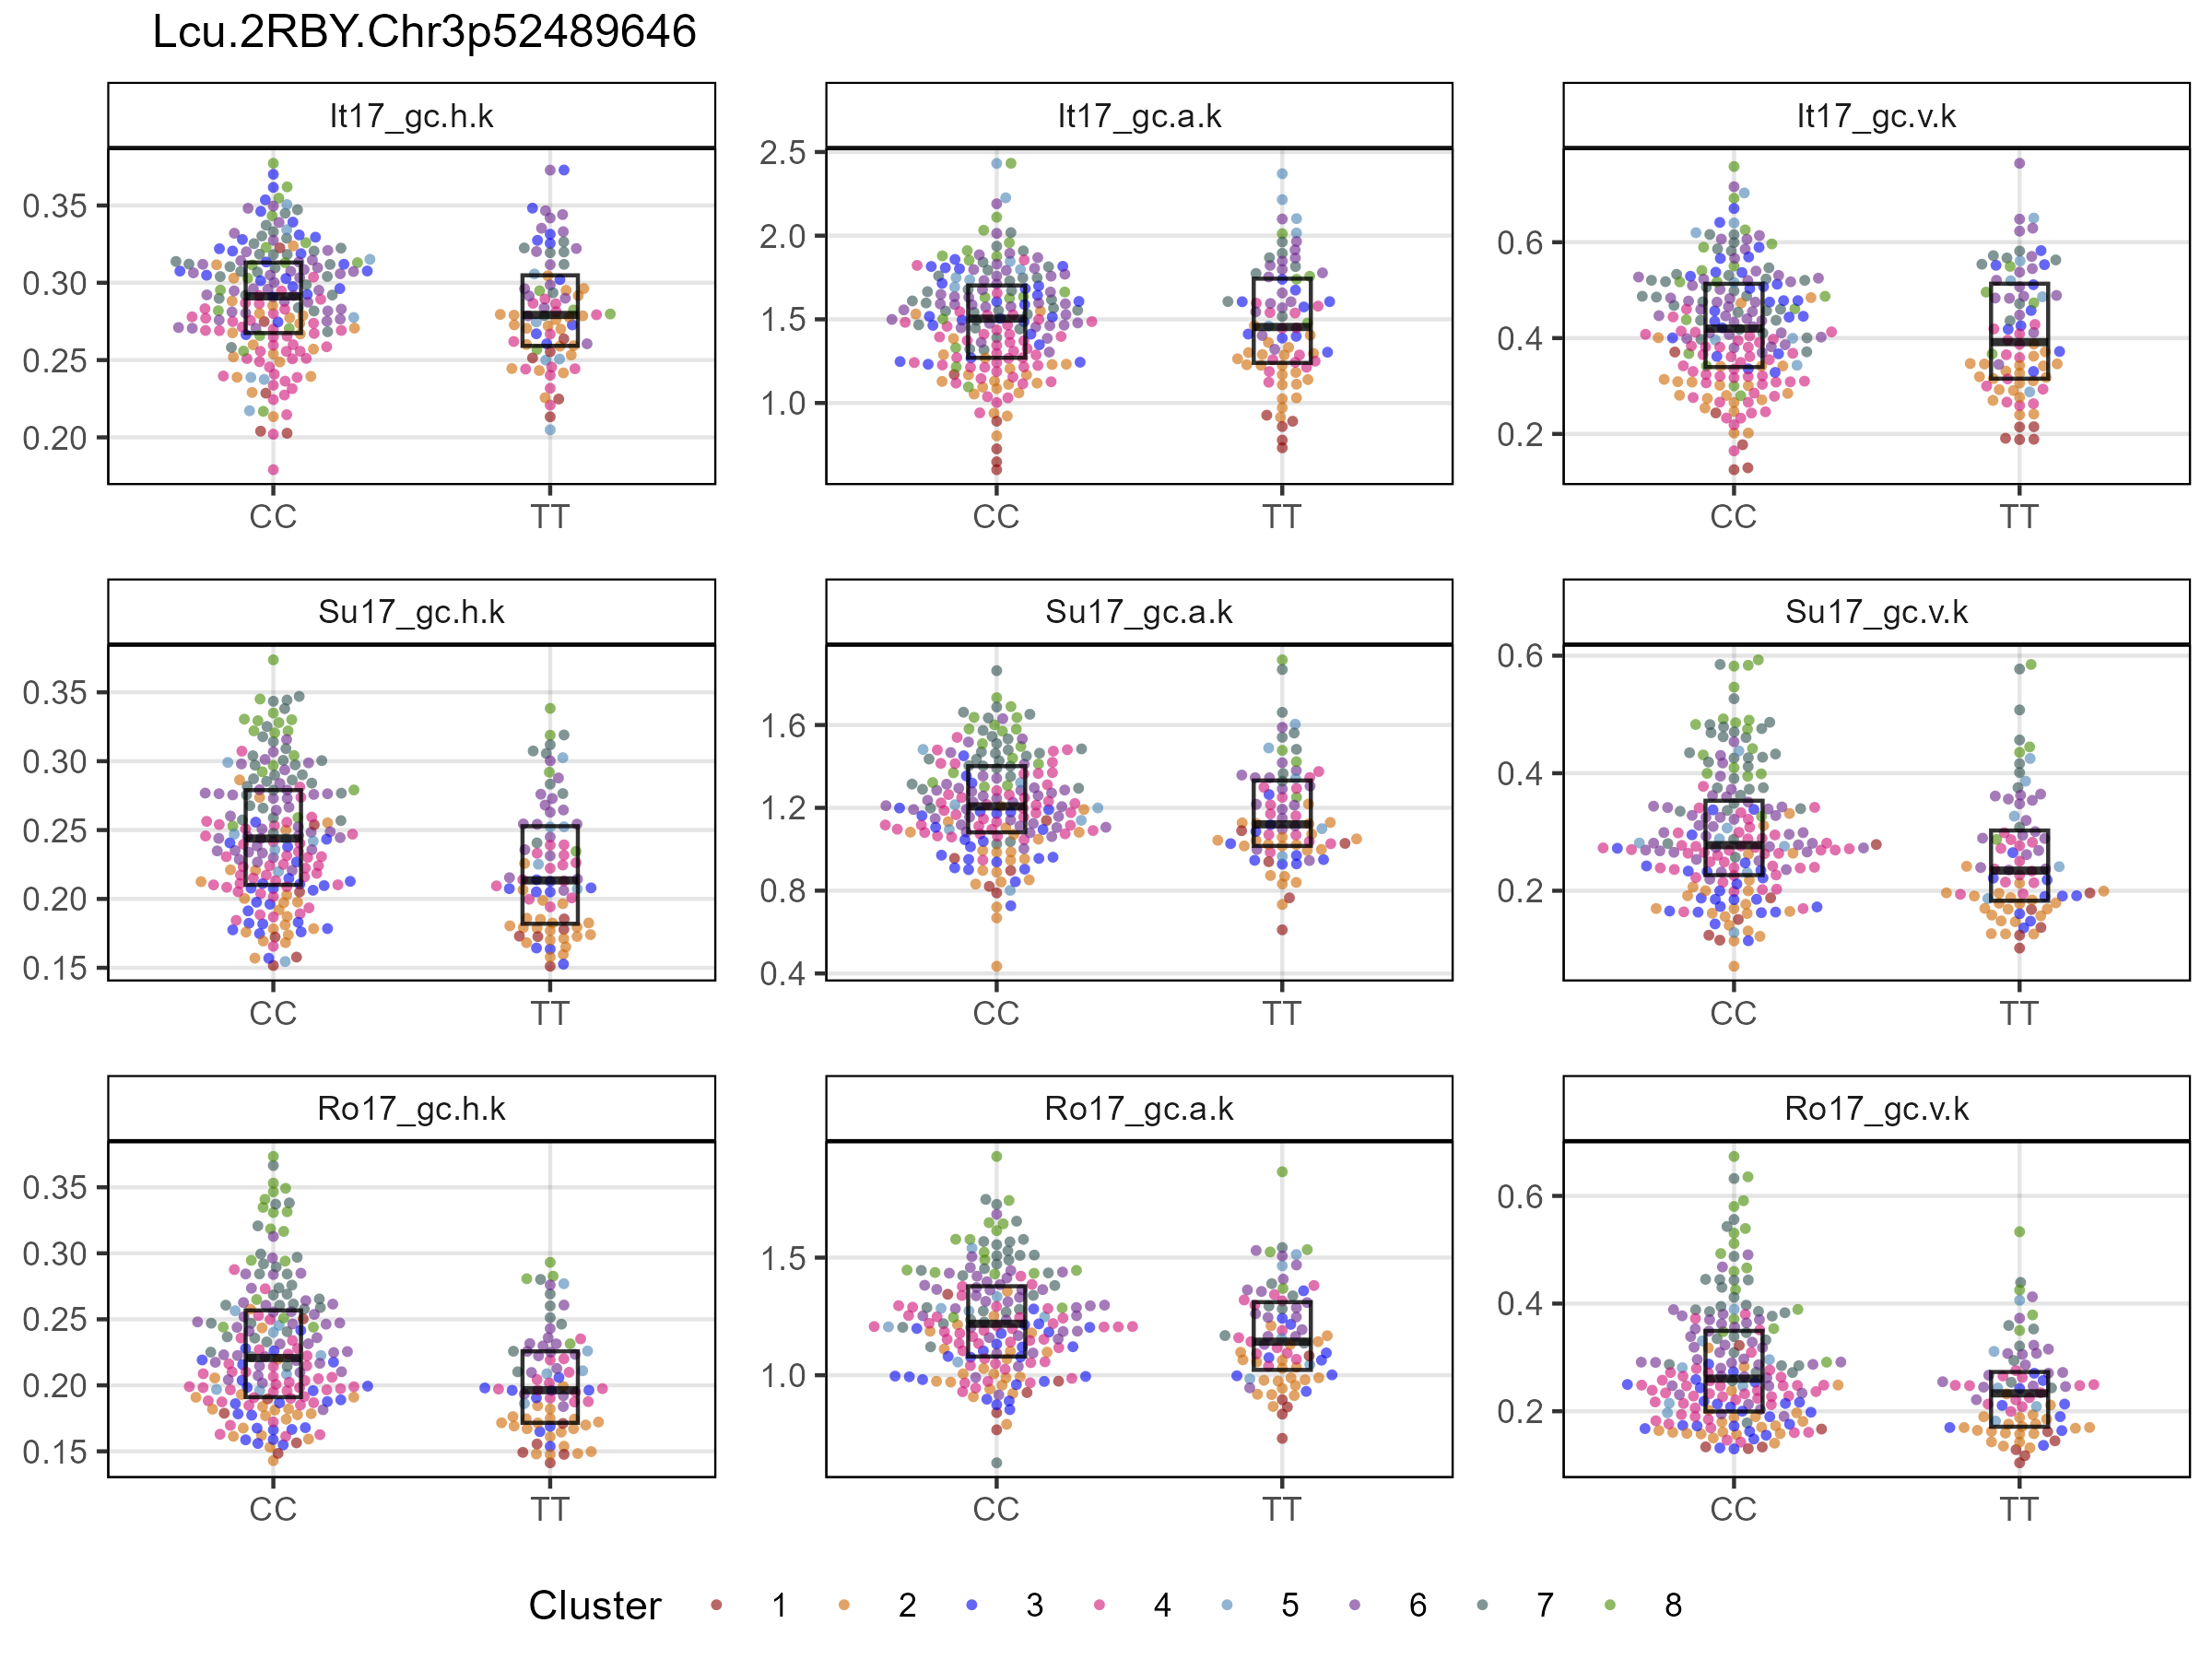 Lcu.2RBY.Chr3p52489646
It17_gc.h.k It17_gc.a.k It17_gc.v.k
0.35
0.30
0.25
0.20
CC TT
2.5
2.0
1.5
1.0
CC TT
0.6
0.4
0.2
CC TT
Su17_gc.h.k Su17_gc.a.k Su17_gc.v.k
0.35
0.30
0.25
0.20
0.15
CC TT
1.6
1.2
0.8
0.4
CC TT
0.6
0.4
0.2
CC TT
Ro17_gc.h.k Ro17_gc.a.k Ro17_gc.v.k
0.35
0.30
0.25
0.20
0.15
CC TT
1.5
1.0
CC TT
0.6
0.4
0.2
CC TT
Cluster 1 2 3 4 5 6 7 8